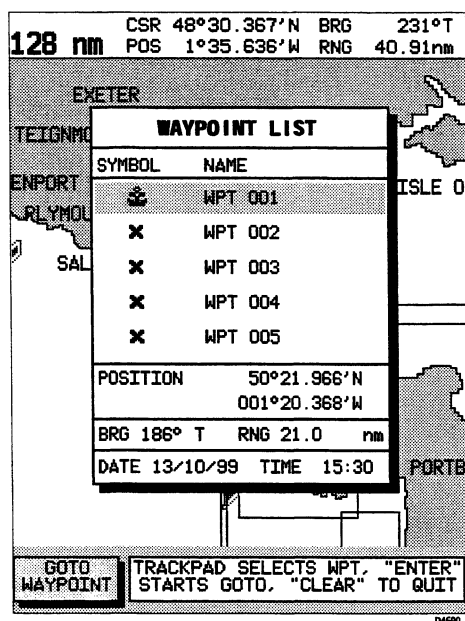 128 nm
CSR 48°30.367'N BRG 231°T
POS 1°35.636'W RNG 40.91nm
EXETER
TEIGNMO
ENPORT
PLYMOU
SAL
ISLE O
PORTB
WAYPOINT LIST
SYMBOL NAME
WPT 001
WPT 002
WPT 003
WPT 004
WPT 005
POSITION 50°21.966'N
001°20.368'W
BRG 186° T RNG 21.0 nm
DATE 13/10/99 TIME 15:30
GOTO
WAYPOINT
TRACKPAD SELECTS WPT, "ENTER"
STARTS GOTO, "CLEAR" TO QUIT